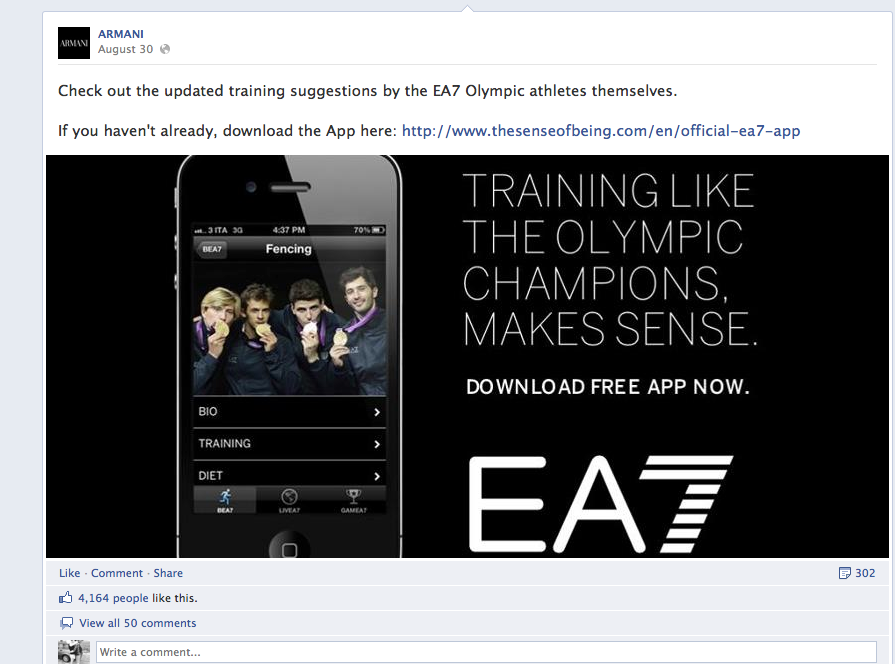 ARMANI
ARMANI
August 30
Check out the updated training suggestions by the EA7 Olympic athletes themselves.
If you haven't already, download the App here: http://www.thesenseofbeing.com/en/official-ea7-app
3 ITA 3G 4:37 PM 70%
BEA7 Fencing
BIO
TRAINING
DIET
BEA7 LIVEA7 GAMEA7
TRAINING LIKE
THE OLYMPIC
CHAMPIONS,
MAKES SENSE.
DOWNLOAD FREE APP NOW.
EA7
Like · Comment · Share 302
4,164 people like this.
View all 50 comments
Write a comment...